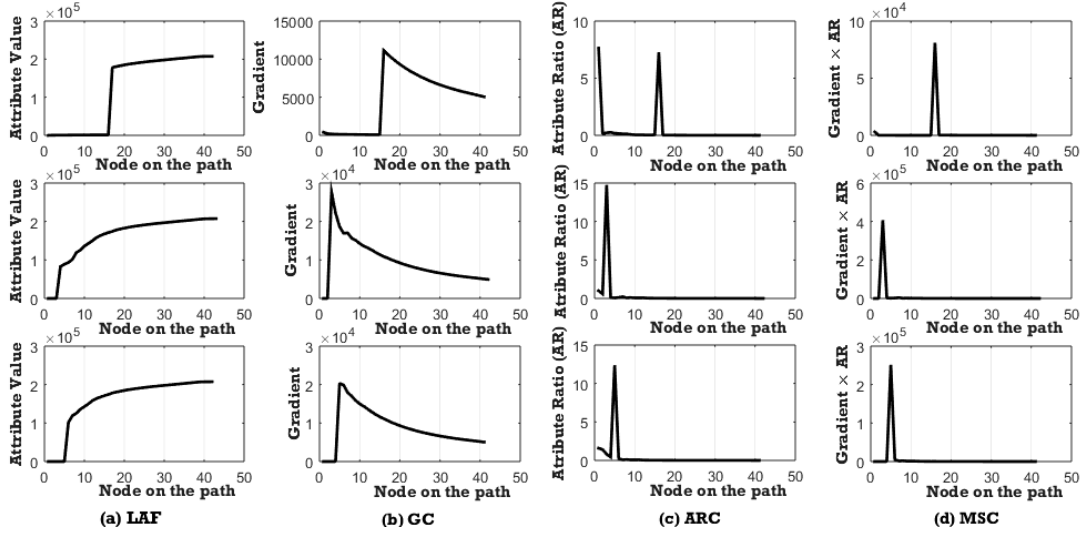 ×10^5
Attribute Value
3
2
1
0
0 10 20 30 40 50
Node on the path
Gradient
15000
10000
5000
0
0 10 20 30 40 50
Node on the path
Atribute Ratio (AR)
10
5
0
0 10 20 30 40 50
Node on the path
×10^4
Gradient × AR
10
5
0
0 10 20 30 40 50
Node on the path
×10^5
Attribute Value
3
2
1
0
0 10 20 30 40 50
Node on the path
×10^4
Gradient
3
2
1
0
0 10 20 30 40 50
Node on the path
Atribute Ratio (AR)
15
10
5
0
0 10 20 30 40 50
Node on the path
×10^5
Gradient × AR
6
4
2
0
0 10 20 30 40 50
Node on the path
×10^5
Attribute Value
3
2
1
0
0 10 20 30 40 50
Node on the path
×10^4
Gradient
3
2
1
0
0 10 20 30 40 50
Node on the path
Atribute Ratio (AR)
15
10
5
0
0 10 20 30 40 50
Node on the path
×10^5
Gradient × AR
3
2
1
0
0 10 20 30 40 50
Node on the path
(a) LAF
(b) GC
(c) ARC
(d) MSC